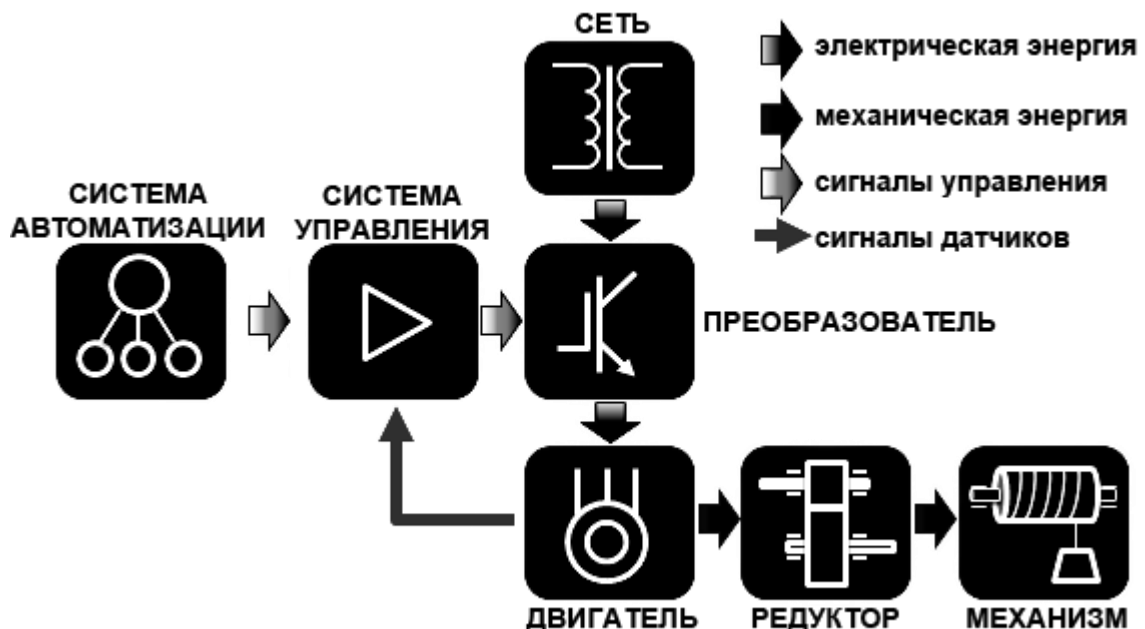 СЕТЬ
электрическая энергия
механическая энергия
сигналы управления
сигналы датчиков
СИСТЕМА
АВТОМАТИЗАЦИИ
СИСТЕМА
УПРАВЛЕНИЯ
ПРЕОБРАЗОВАТЕЛЬ
ДВИГАТЕЛЬ
РЕДУКТОР
МЕХАНИЗМ